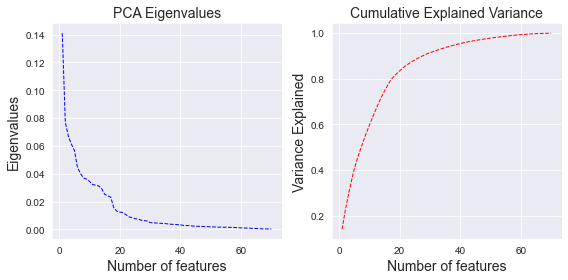 PCA Eigenvalues
Eigenvalues
0.14
0.12
0.10
0.08
0.06
0.04
0.02
0.00
0 20 40 60
Number of features
Cumulative Explained Variance
Variance Explained
1.0
0.8
0.6
0.4
0.2
0 20 40 60
Number of features